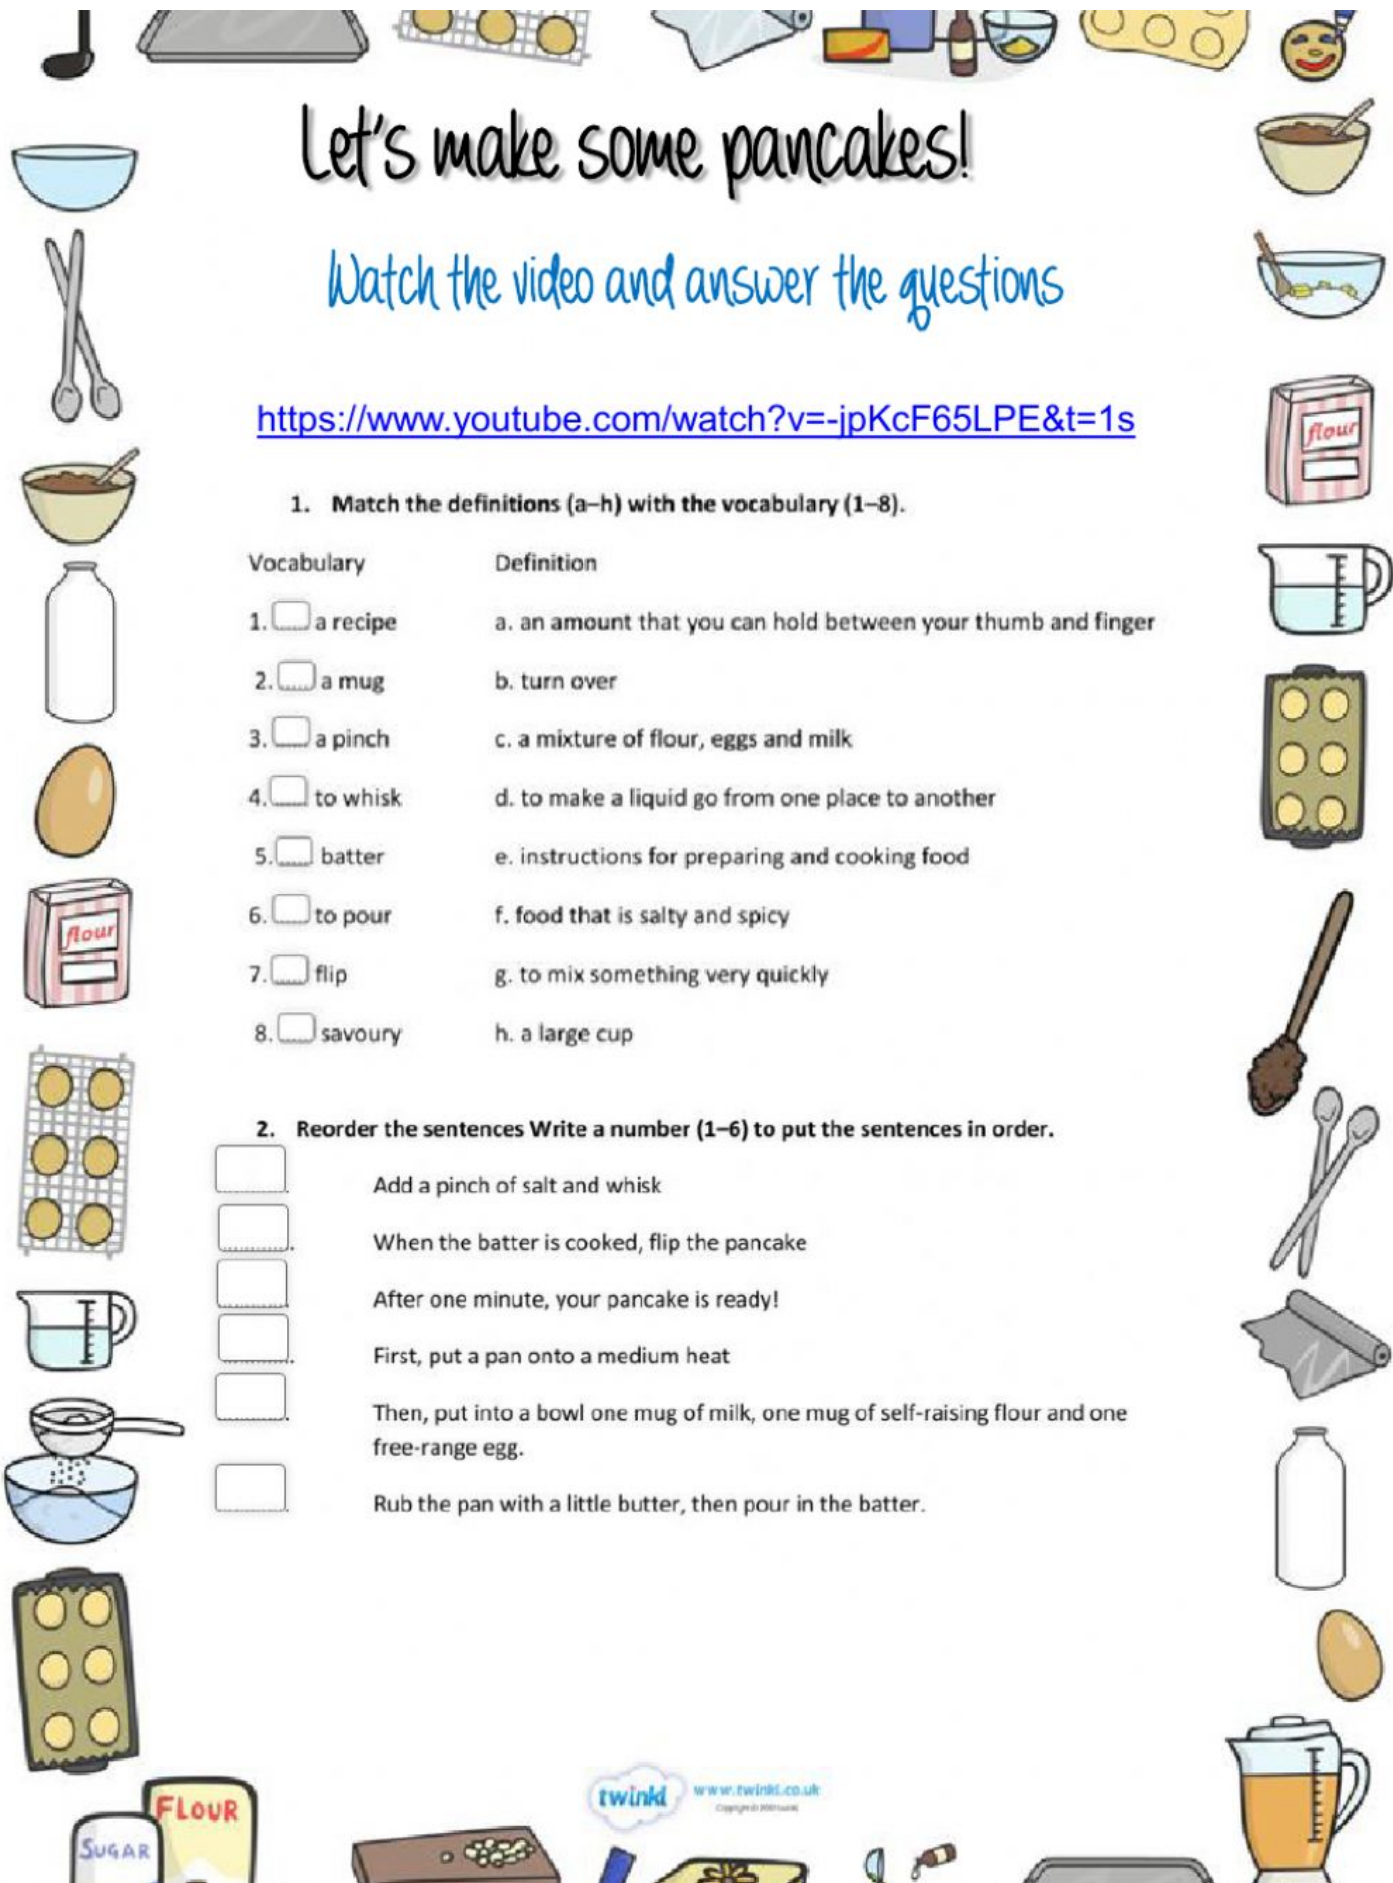 Let's make some pancakes!
Watch the video and answer the questions
https://www.youtube.com/watch?v=-jpKcF65LPE&t=1s
1. Match the definitions (a–h) with the vocabulary (1–8).
Vocabulary Definition
1. a recipe a. an amount that you can hold between your thumb and finger
2. a mug b. turn over
3. a pinch c. a mixture of flour, eggs and milk
4. to whisk d. to make a liquid go from one place to another
5. batter e. instructions for preparing and cooking food
6. to pour f. food that is salty and spicy
7. flip g. to mix something very quickly
8. savoury h. a large cup
2. Reorder the sentences Write a number (1–6) to put the sentences in order.
Add a pinch of salt and whisk
When the batter is cooked, flip the pancake
After one minute, your pancake is ready!
First, put a pan onto a medium heat
Then, put into a bowl one mug of milk, one mug of self-raising flour and one
free-range egg.
Rub the pan with a little butter, then pour in the batter.
flour
flour
FLOUR
SUGAR
twinkl www.twinkl.co.uk